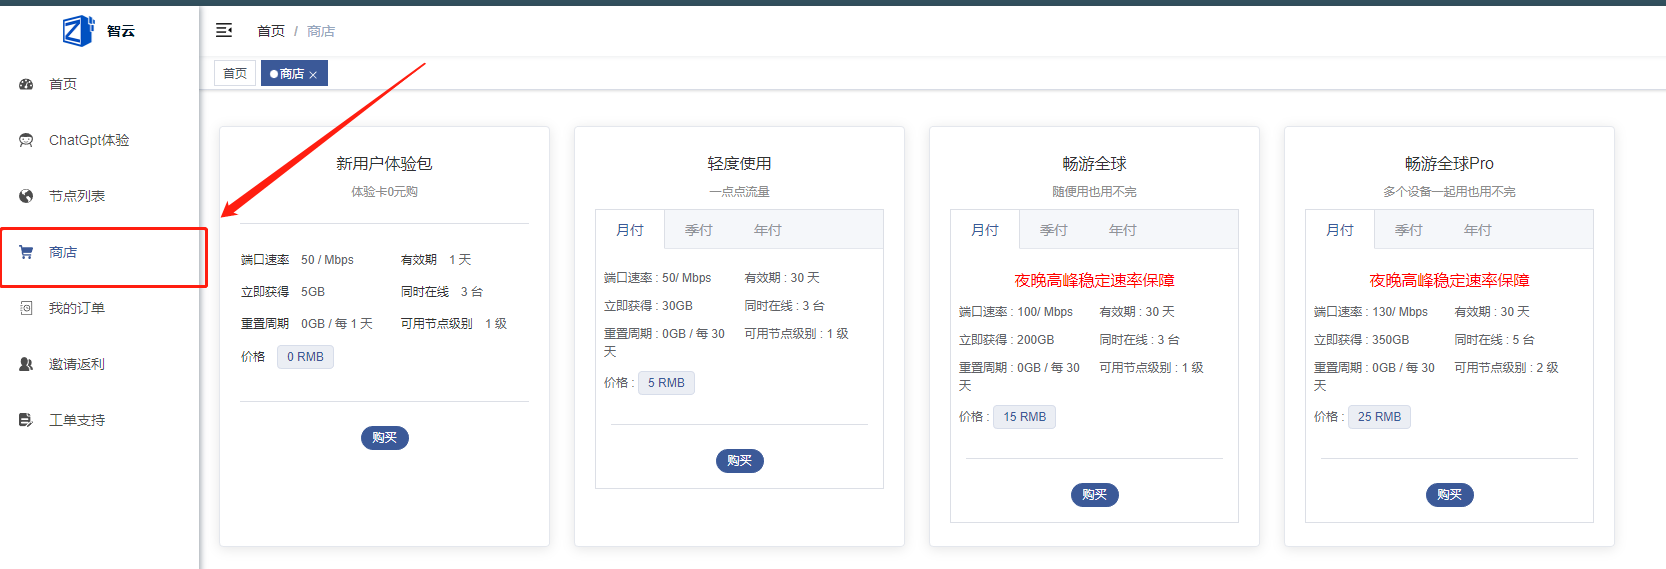 智云
首页 / 商店
首页
商店
首页
ChatGpt体验
节点列表
商店
我的订单
邀请返利
工单支持
新用户体验包
体验卡0元购
端口速率 50 / Mbps 有效期 1 天
立即获得 5GB 同时在线 3 台
重置周期 0GB / 每 1 天 可用节点级别 1 级
价格 0 RMB
购买
轻度使用
一点点流量
月付 季付 年付
端口速率 : 50/ Mbps 有效期 : 30 天
立即获得 : 30GB 同时在线 : 3 台
重置周期 : 0GB / 每 30 可用节点级别 : 1 级
天
价格 : 5 RMB
购买
畅游全球
随便用也用不完
月付 季付 年付
夜晚高峰稳定速率保障
端口速率 : 100/ Mbps 有效期 : 30 天
立即获得 : 200GB 同时在线 : 3 台
重置周期 : 0GB / 每 30 可用节点级别 : 1 级
天
价格 : 15 RMB
购买
畅游全球Pro
多个设备一起用也用不完
月付 季付 年付
夜晚高峰稳定速率保障
端口速率 : 130/ Mbps 有效期 : 30 天
立即获得 : 350GB 同时在线 : 5 台
重置周期 : 0GB / 每 30 可用节点级别 : 2 级
天
价格 : 25 RMB
购买